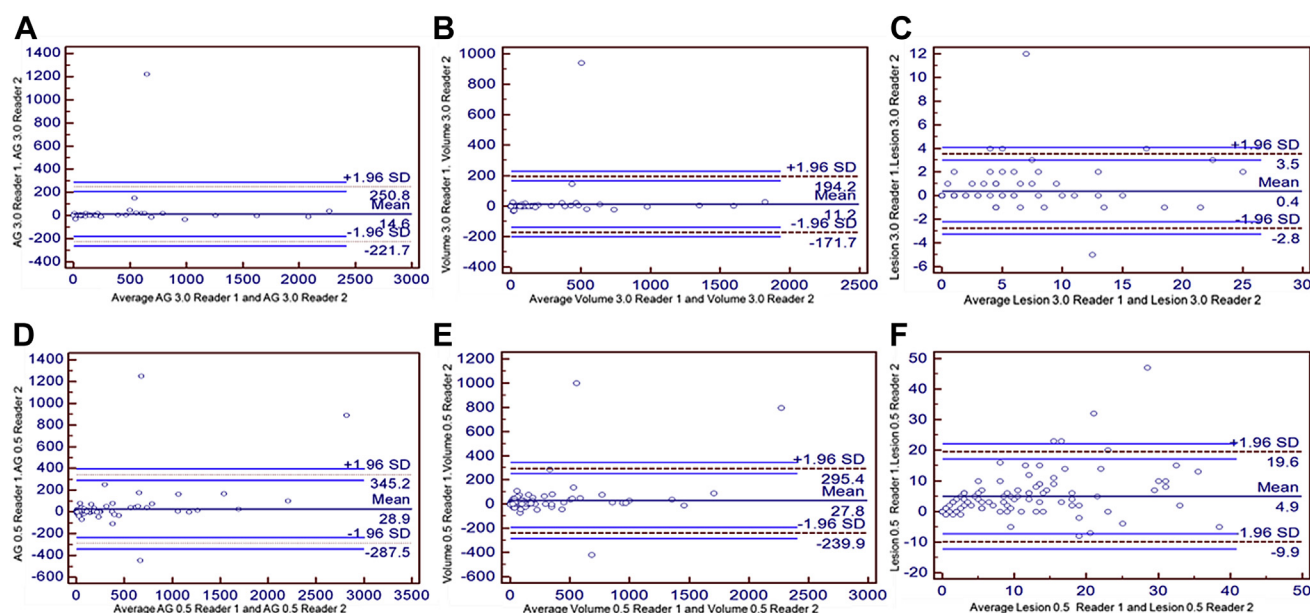 A
AG 3.0 Reader 1. AG 3.0 Reader 2
1400
1200
1000
800
600
400
200
0
-200
-400
+1.96 SD
250.8
Mean
14.6
-1.96 SD
-221.7
0 500 1000 1500 2000 2500 3000
Average AG 3.0 Reader 1 and AG 3.0 Reader 2
B
Volume 3.0 Reader 1. Volume 3.0 Reader 2
1000
800
600
400
200
0
-200
-400
+1.96 SD
194.2
Mean
11.2
-1.96 SD
-171.7
0 500 1000 1500 2000 2500
Average Volume 3.0 Reader 1 and Volume 3.0 Reader 2
C
Lesion 3.0 Reader 1.Lesion 3.0 Reader 2
12
10
8
6
4
2
0
-2
-4
-6
+1.96 SD
3.5
Mean
0.4
-1.96 SD
-2.8
0 5 10 15 20 25 30
Average Lesion 3.0 Reader 1 and Lesion 3.0 Reader 2
D
AG 0.5 Reader 1. AG 0.5 Reader 2
1400
1200
1000
800
600
400
200
0
-200
-400
-600
+1.96 SD
345.2
Mean
28.9
-1.96 SD
-287.5
0 500 1000 1500 2000 2500 3000 3500
Average AG 0.5 Reader 1 and AG 0.5 Reader 2
E
Volume 0.5 Reader 1. Volume 0.5 Reader 2
1200
1000
800
600
400
200
0
-200
-400
-600
+1.96 SD
295.4
Mean
27.8
-1.96 SD
-239.9
0 500 1000 1500 2000 2500 3000
Average Volume 0.5 Reader 1 and Volume 0.5 Reader 2
F
Lesion 0.5 Reader 1. Lesion 0.5 Reader 2
50
40
30
20
10
0
-10
-20
+1.96 SD
19.6
Mean
4.9
-1.96 SD
-9.9
0 10 20 30 40 50
Average Lesion 0.5 Reader 1 and Lesion 0.5 Reader 2